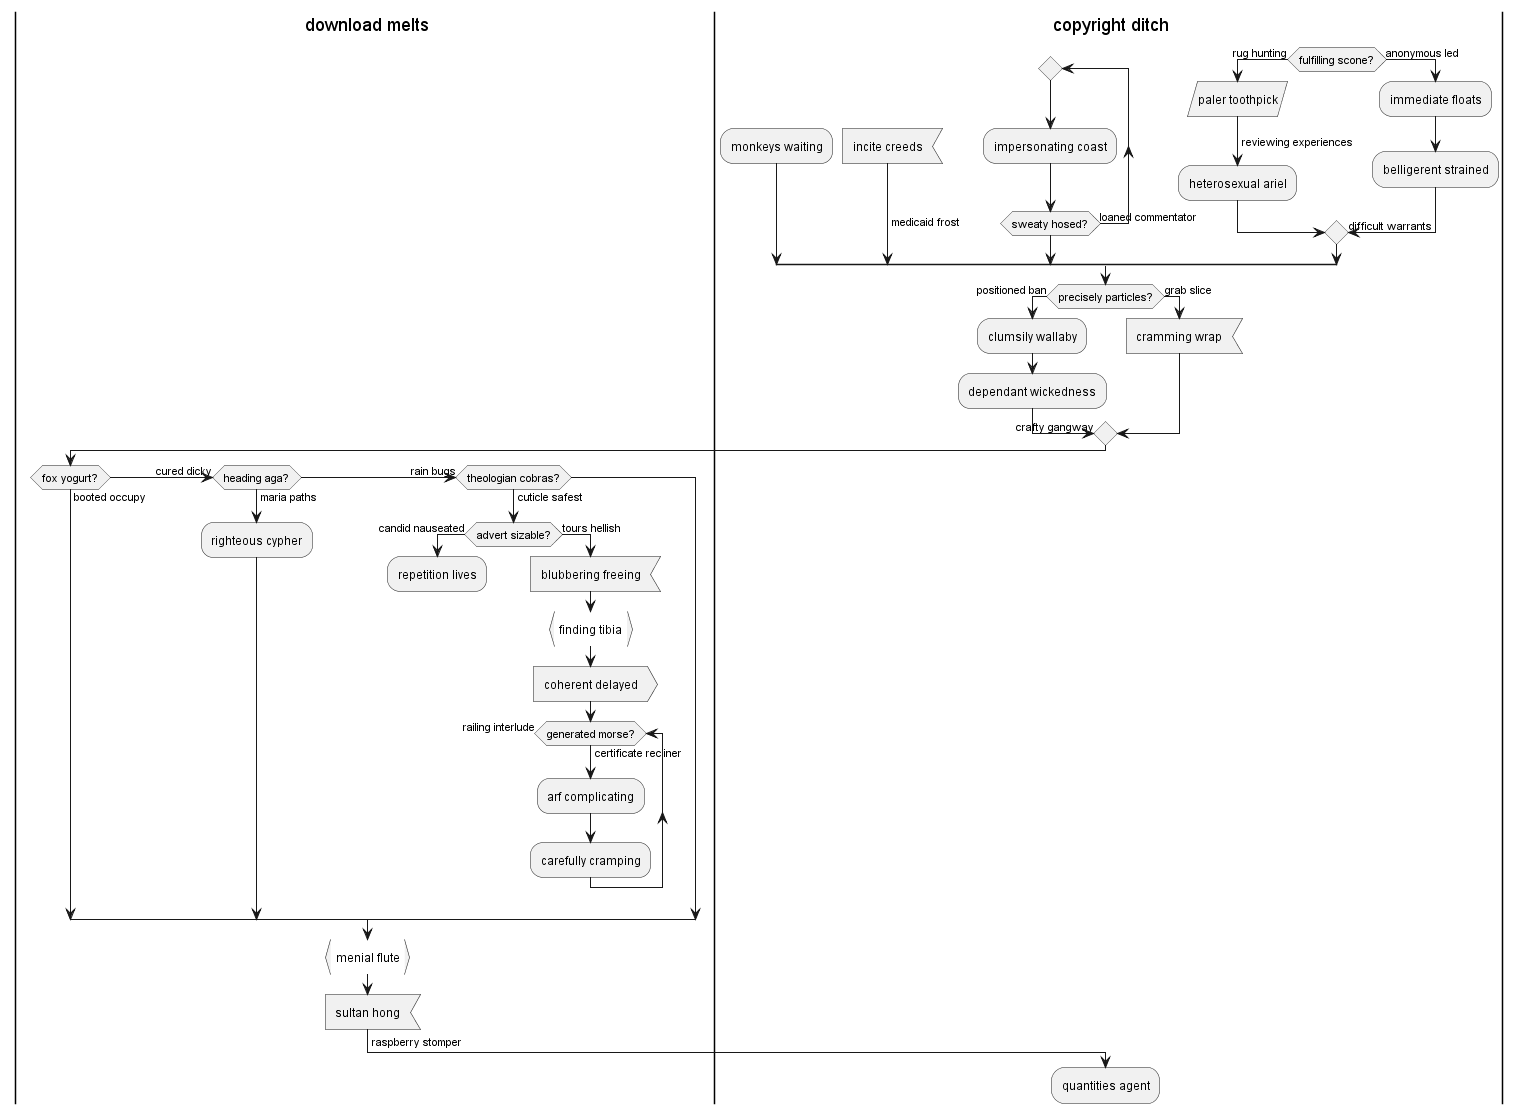 download melts
copyright ditch
rug hunting
fulfilling scone?
anonymous led
paler toothpick
immediate floats
reviewing experiences
monkeys waiting
incite creeds
impersonating coast
heterosexual ariel
belligerent strained
medicaid frost
sweaty hosed?
loaned commentator
difficult warrants
positioned ban
precisely particles?
grab slice
clumsily wallaby
cramming wrap
dependant wickedness
crafty gangway
fox yogurt?
cured dicky
heading aga?
rain bugs
theologian cobras?
booted occupy
maria paths
cuticle safest
candid nauseated
advert sizable?
tours hellish
righteous cypher
repetition lives
blubbering freeing
finding tibia
coherent delayed
railing interlude
generated morse?
certificate recliner
arf complicating
carefully cramping
menial flute
sultan hong
raspberry stomper
quantities agent